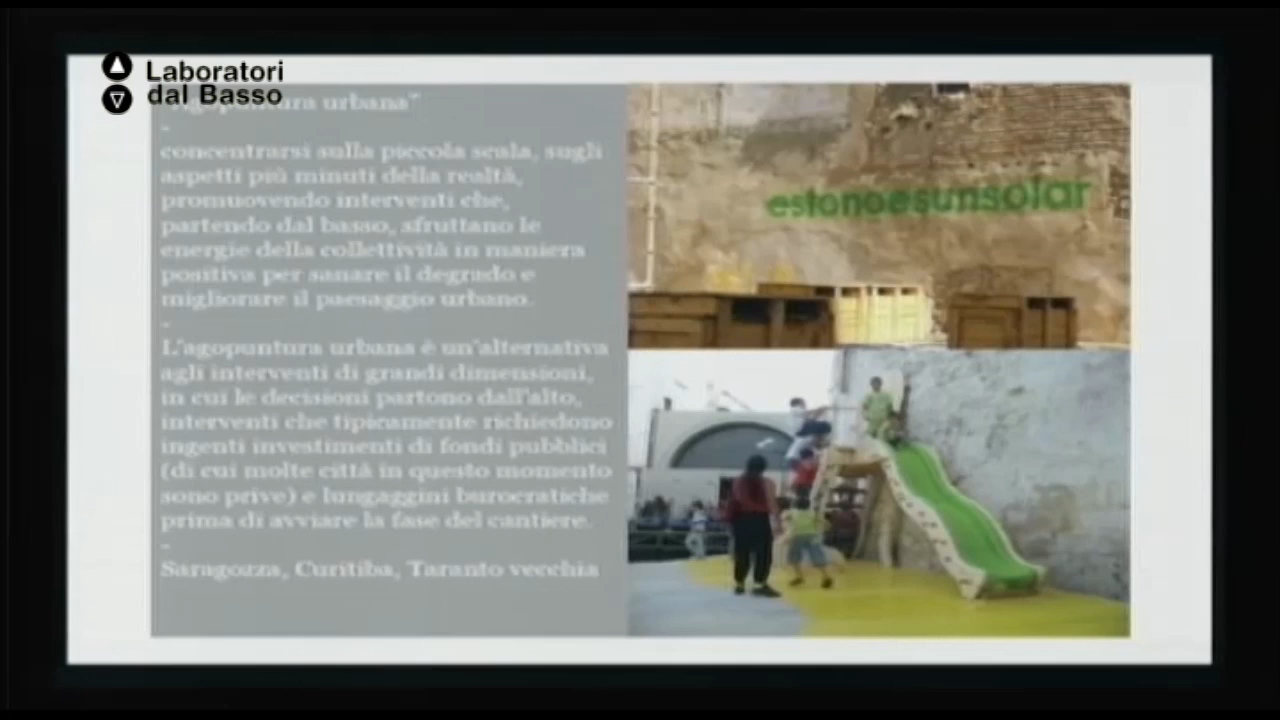 Laboratori
dal Basso
"Agopuntura urbana"
-
concentrarsi sulla piccola scala, sugli
aspetti più minuti della realtà,
promuovendo interventi che,
partendo dal basso, sfruttano le
energie della collettività in maniera
positiva per sanare il degrado e
migliorare il paesaggio urbano.
-
L'agopuntura urbana è un'alternativa
agli interventi di grandi dimensioni,
in cui le decisioni partono dall'alto,
interventi che tipicamente richiedono
ingenti investimenti di fondi pubblici
(di cui molte città in questo momento
sono prive) e lungaggini burocratiche
prima di avviare la fase del cantiere.
-
Saragozza, Curitiba, Taranto vecchia
estonoesunsolar